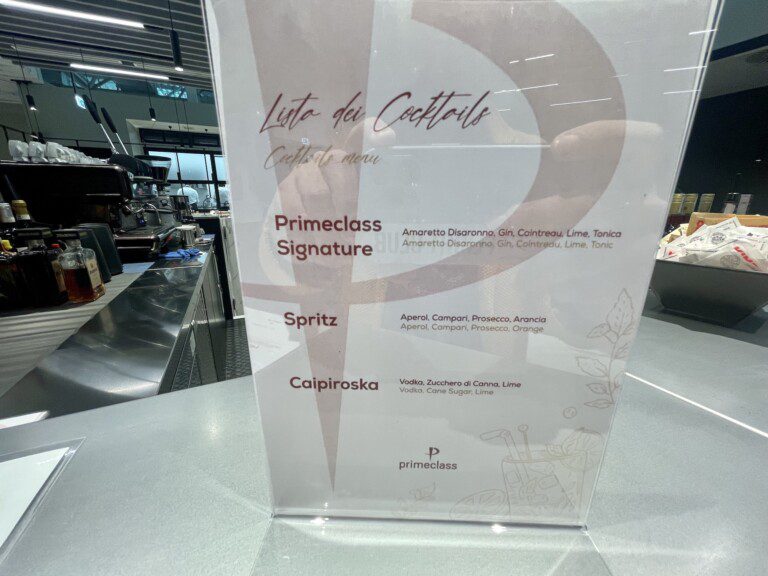 Lista dei Cocktails
Cocktails menu
Primeclass
Signature
Amaretto Disaronno, Gin, Cointreau, Lime, Tonica
Amaretto Disaronno, Gin, Cointreau, Lime, Tonic
Spritz
Aperol, Campari, Prosecco, Arancia
Aperol, Campari, Prosecco, Orange
Caipiroska
Vodka, Zucchero di Canna, Lime
Vodka, Cane Sugar, Lime
primeclass